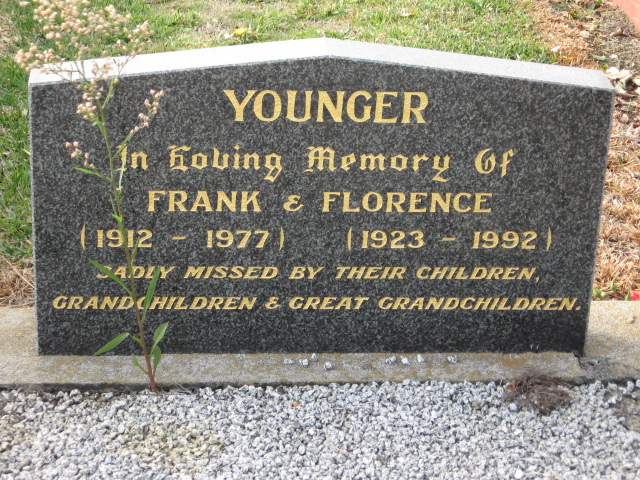 YOUNGER
In Loving Memory Of
FRANK & FLORENCE
(1912 - 1977) (1923 - 1992)
SADLY MISSED BY THEIR CHILDREN,
GRANDCHILDREN & GREAT GRANDCHILDREN.